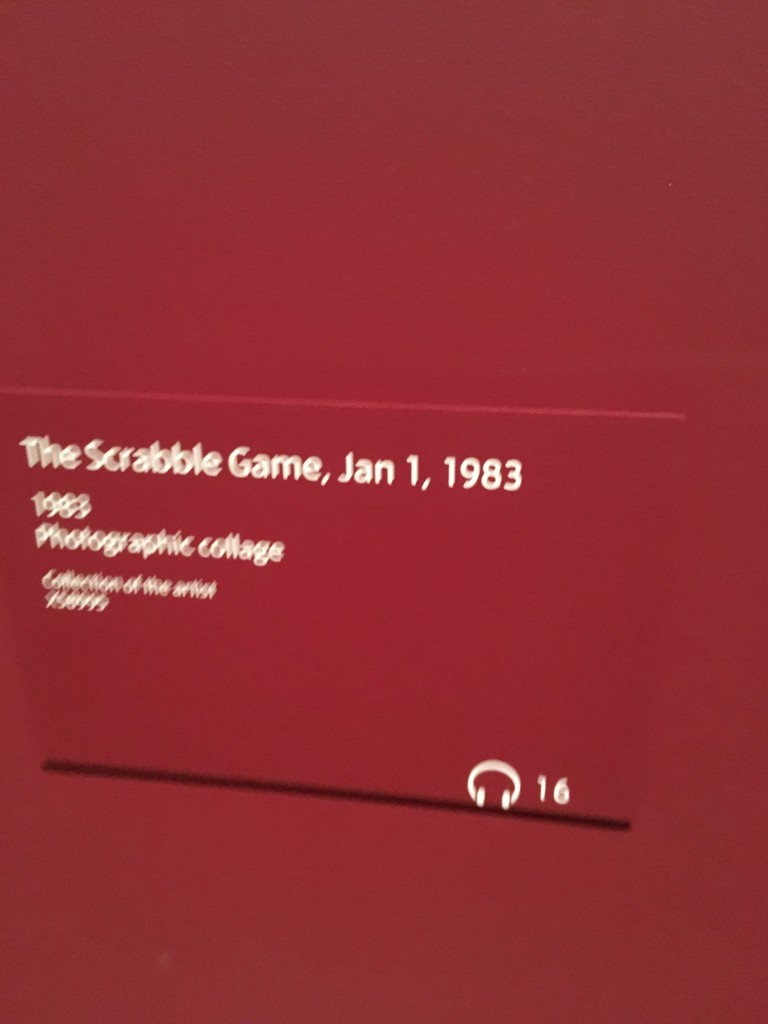 The Scrabble Game, Jan 1, 1983
1983
Photographic collage
Collection of the artist
16